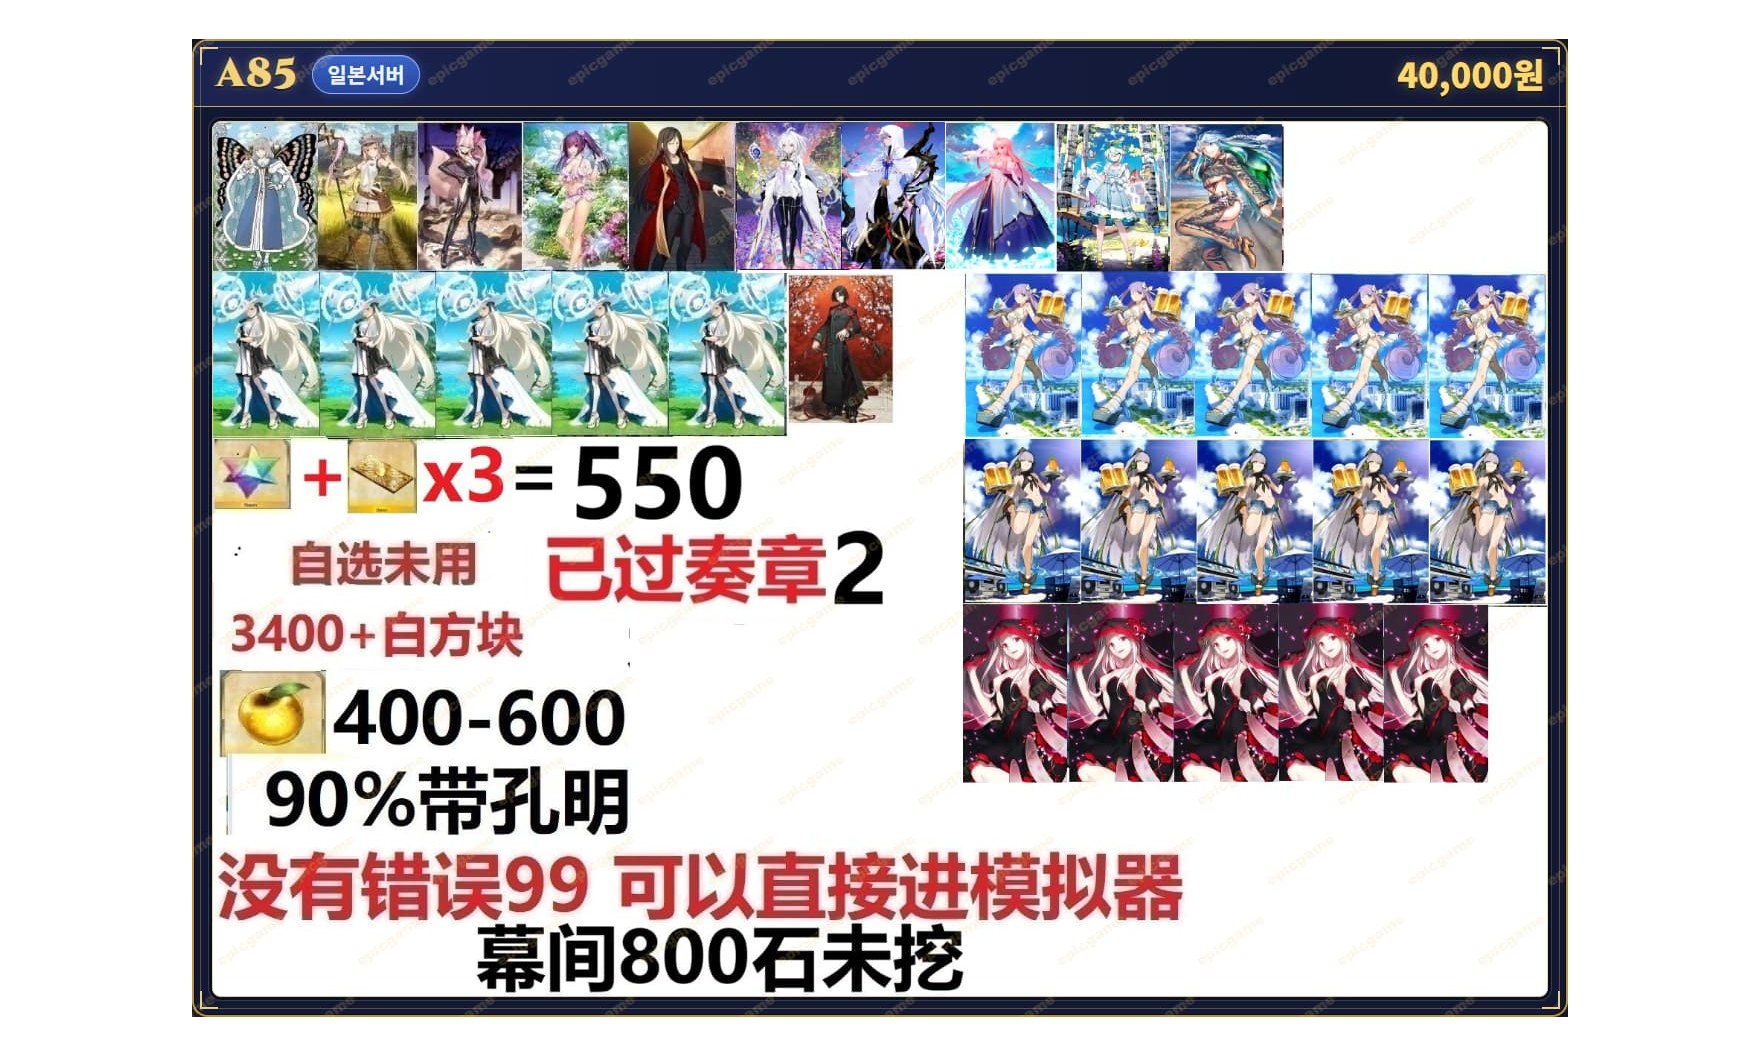 A85 일본서버 40,000원
+ x3=550
自选未用 已过奏章2
3400+白方块
400-600
90%带孔明
没有错误99 可以直接进模拟器
幕间800石未挖
epicgame